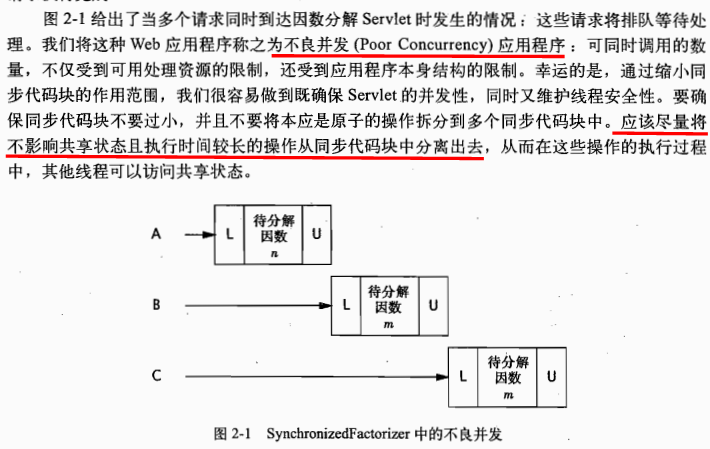 图 2-1 给出了当多个请求同时到达因数分解 Servlet 时发生的情况：这些请求将排队等待处
理。我们将这种 Web 应用程序称之为不良并发 (Poor Concurrency) 应用程序：可同时调用的数
量，不仅受到可用处理资源的限制，还受到应用程序本身结构的限制。幸运的是，通过缩小同
步代码块的作用范围，我们很容易做到既确保 Servlet 的并发性，同时又维护线程安全性。要确
保同步代码块不要过小，并且不要将本应是原子的操作拆分到多个同步代码块中。应该尽量将
不影响共享状态且执行时间较长的操作从同步代码块中分离出去，从而在这些操作的执行过程
中，其他线程可以访问共享状态。
A L 待分解 U
因数
n
B L 待分解 U
因数
m
C L 待分解 U
因数
m
图 2-1 SynchronizedFactorizer 中的不良并发